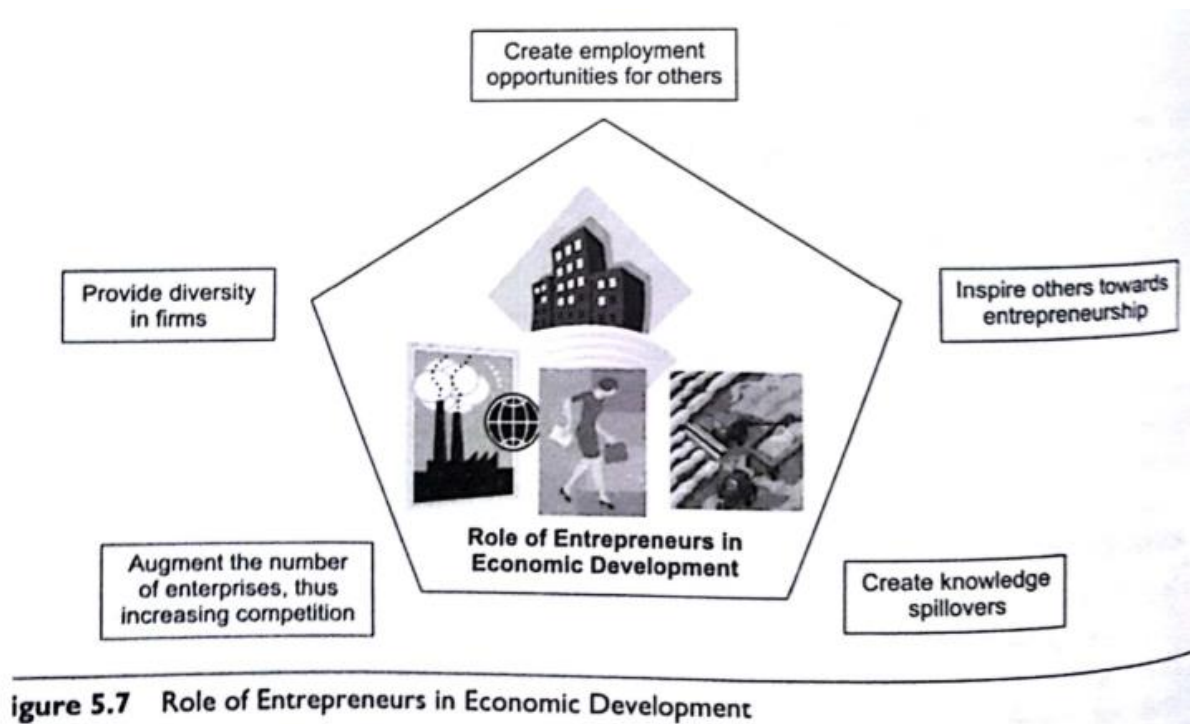 Create employment
opportunities for others
Provide diversity
in firms
Inspire others towards
entrepreneurship
Role of Entrepreneurs in
Economic Development
Augment the number
of enterprises, thus
increasing competition
Create knowledge
spillovers
igure 5.7 Role of Entrepreneurs in Economic Development